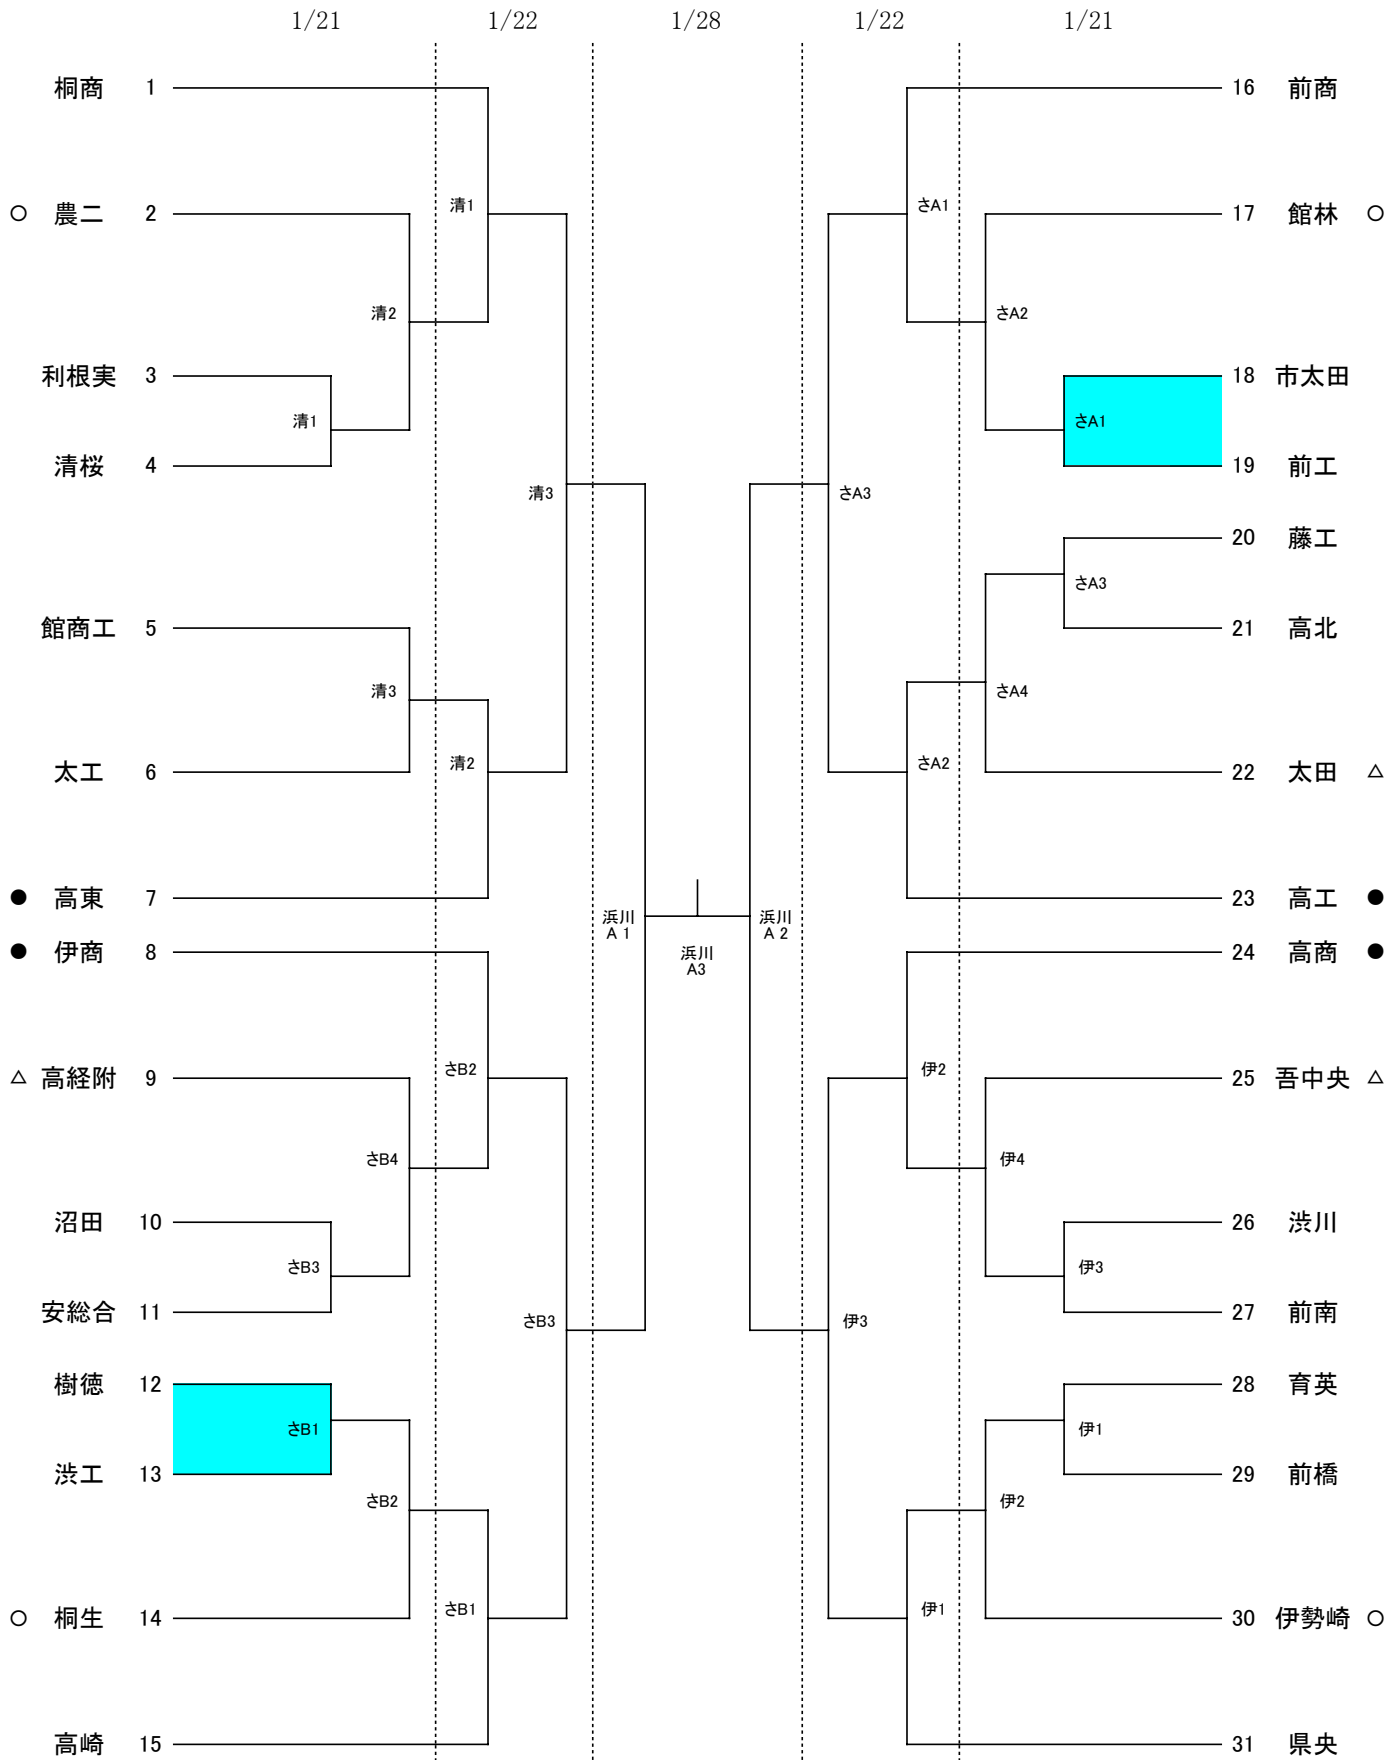 1/21 1/22 1/28 1/22 1/21
桐商 1
○ 農二 2
利根実 3
清桜 4
館商工 5
太工 6
● 高東 7
● 伊商 8
△ 高経附 9
沼田 10
安総合 11
樹徳 12
渋工 13
○ 桐生 14
高崎 15
清1
清2
清1
清3
清3
清2
さB2
さB4
さB3
さB3
さB1
さB2
さB1
浜川
A 1
浜川
A3
浜川
A 2
さA1
さA2
さA1
さA3
さA3
さA4
さA2
伊2
伊4
伊3
伊3
伊1
伊2
伊1
16 前商
17 館林 ○
18 市太田
19 前工
20 藤工
21 高北
22 太田 △
23 高工 ●
24 高商 ●
25 吾中央 △
26 渋川
27 前南
28 育英
29 前橋
30 伊勢崎 ○
31 県央